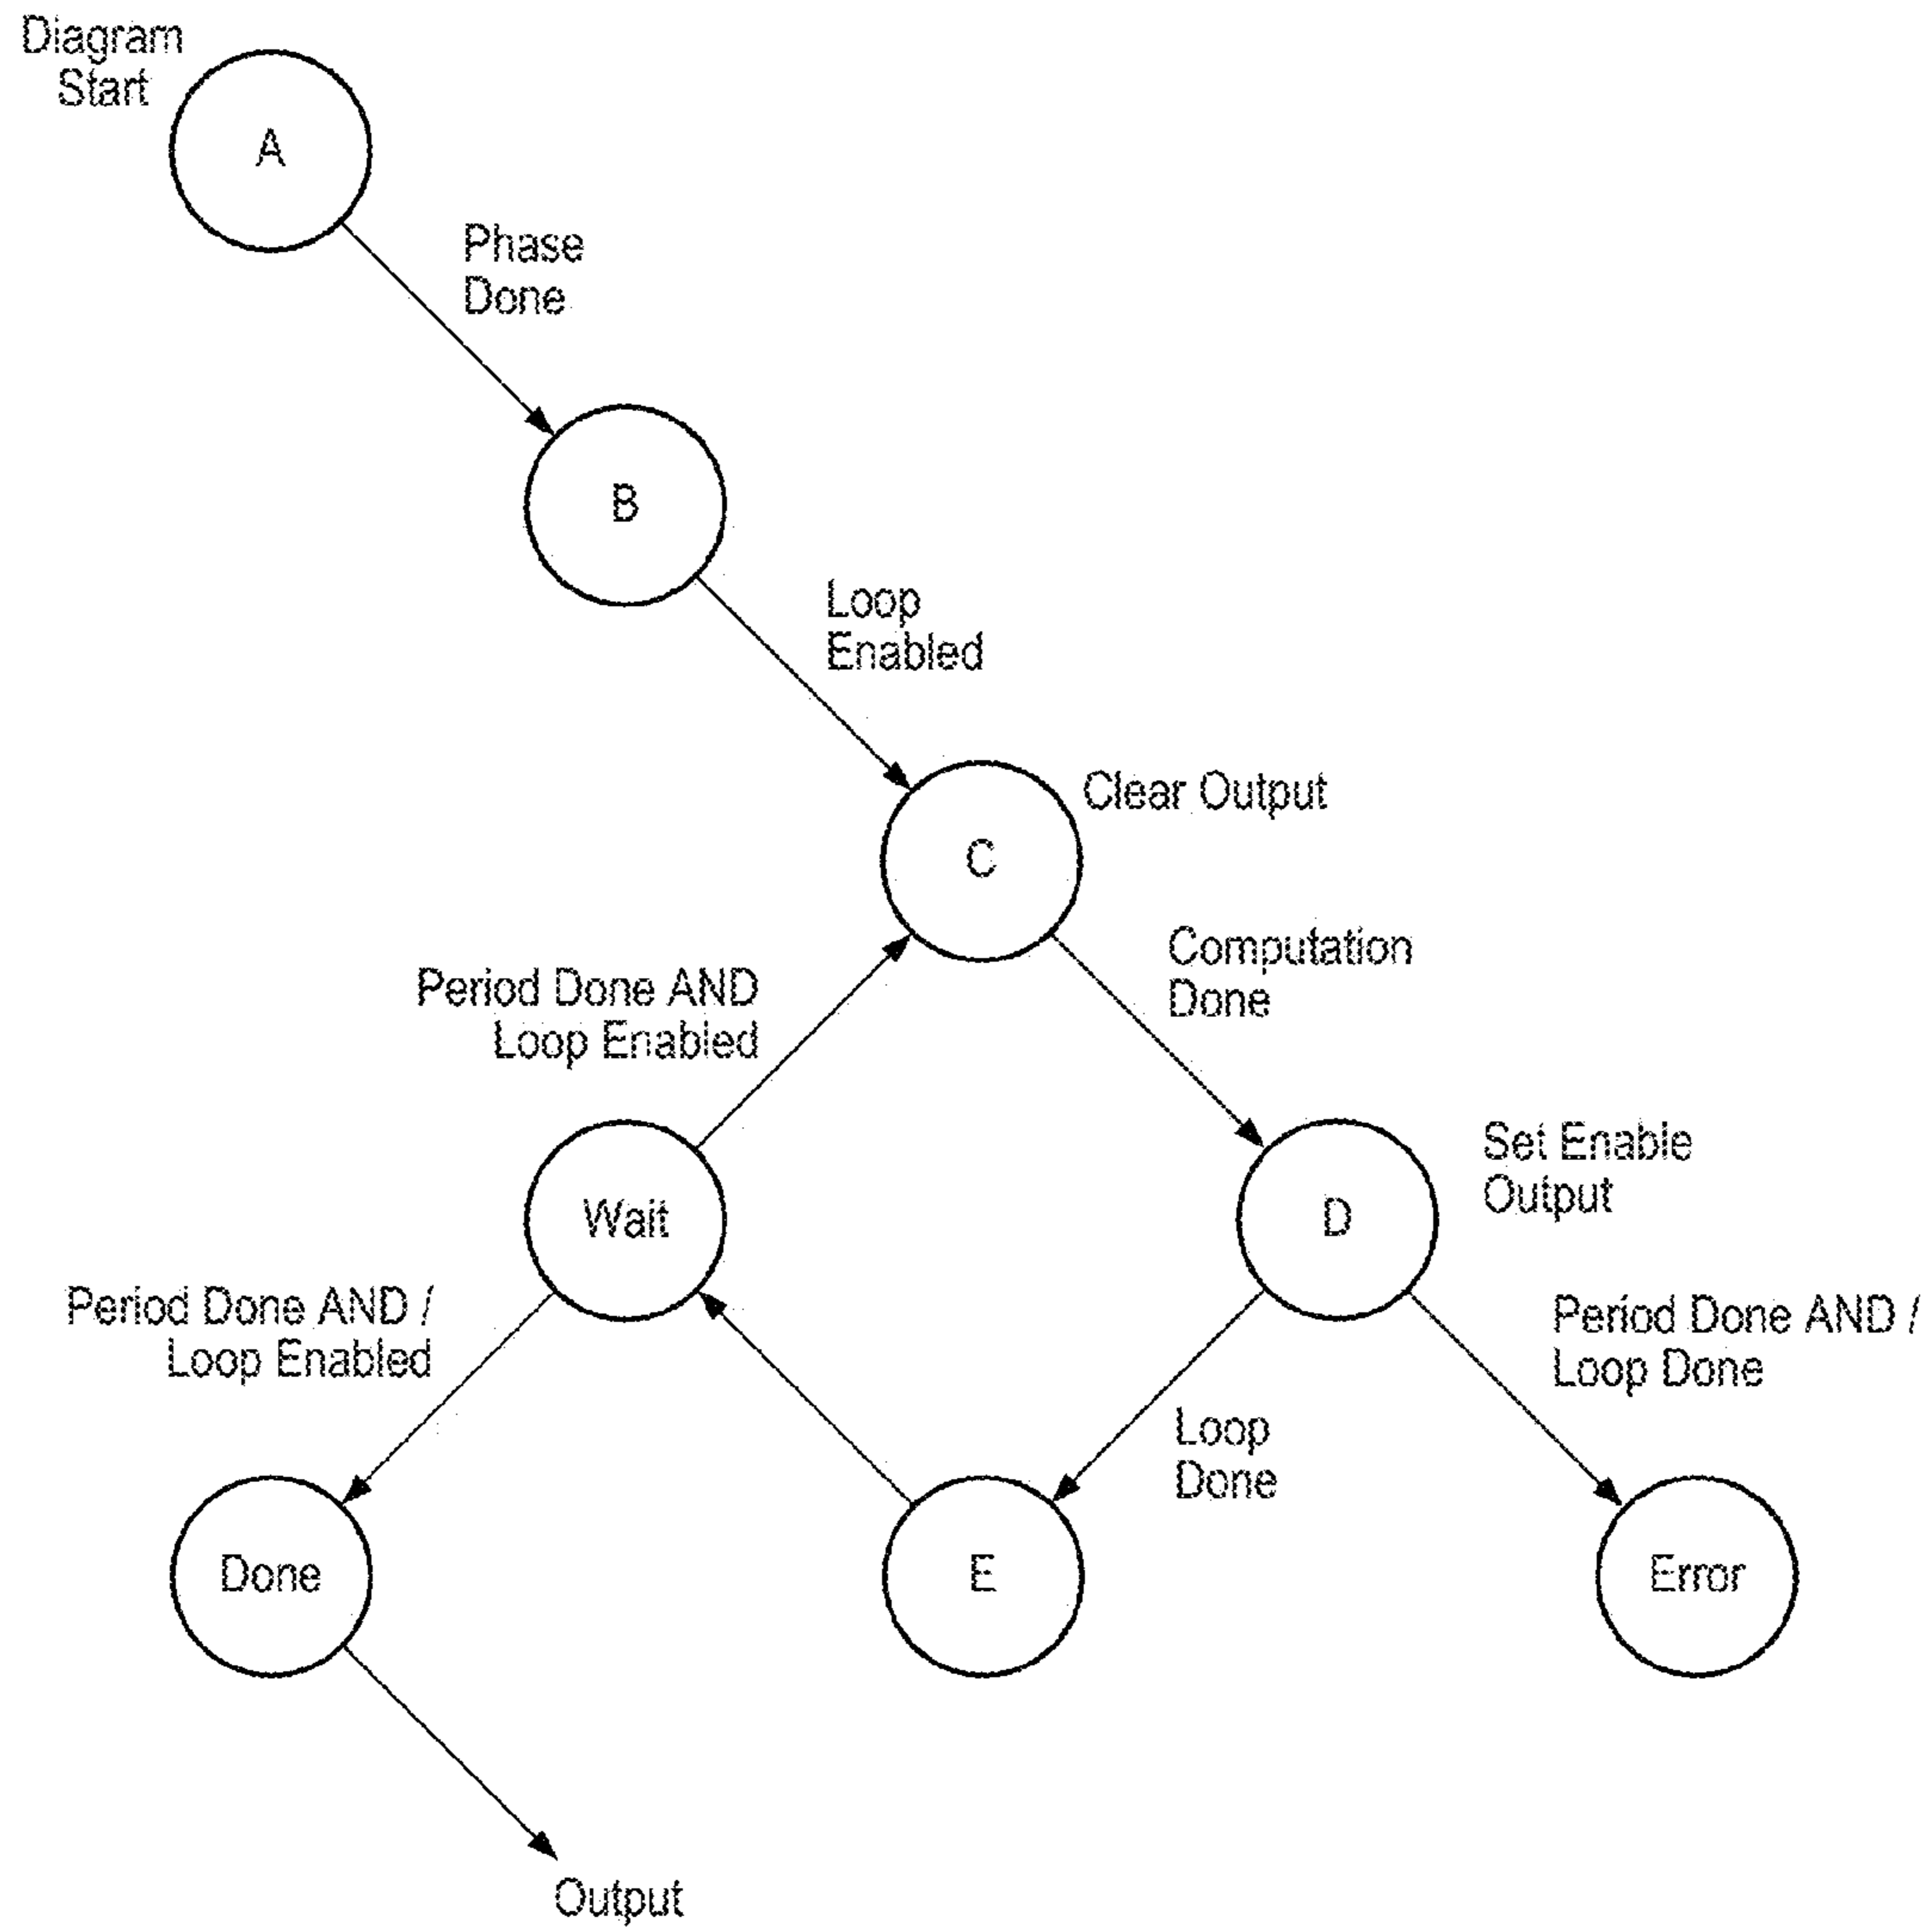 Diagram
Start
A
Phase
Done
B
Loop
Enabled
Clear Output
C
Computation
Done
Period Done AND
Loop Enabled
Set Enable
Output
Wait
D
Period Done AND /
Loop Enabled
Period Done AND /
Loop Done
Loop
Done
Done
E
Error
Output